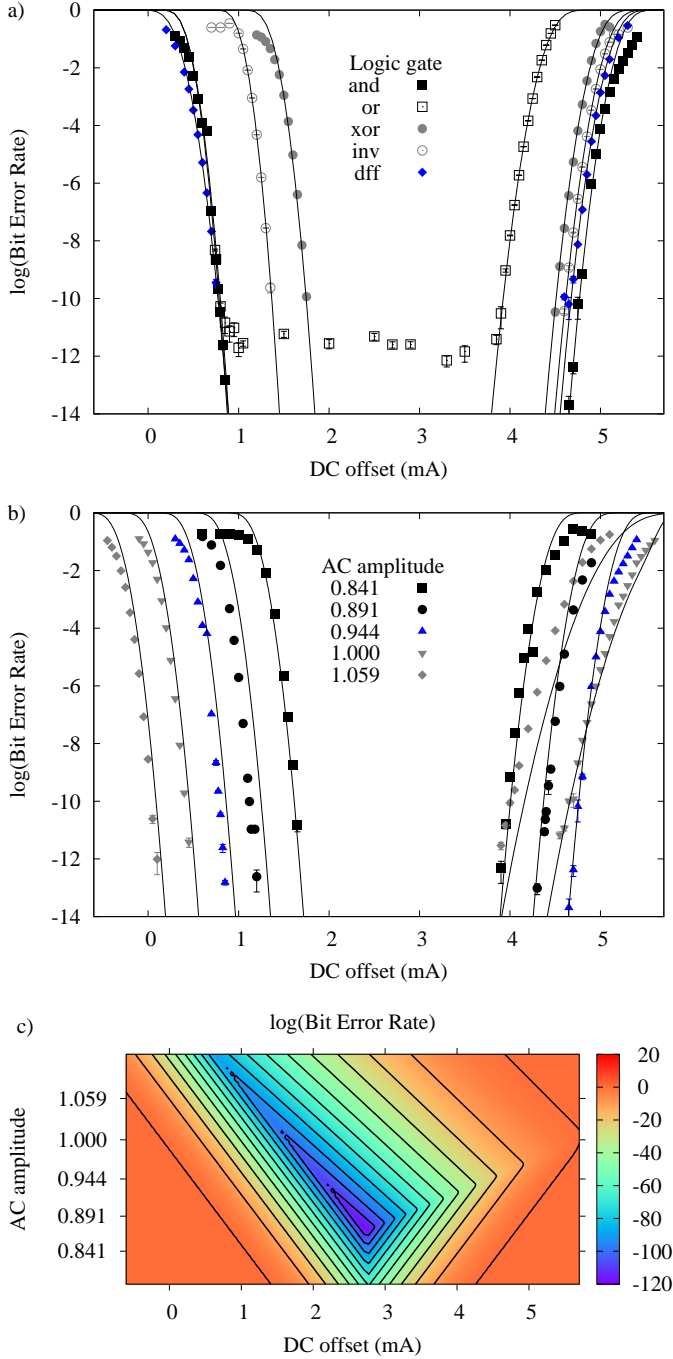 a)
0
-2
-4
-6
-8
-10
-12
-14
log(Bit Error Rate)
Logic gate
and
or
xor
inv
dff
0 1 2 3 4 5
DC offset (mA)
b)
0
-2
-4
-6
-8
-10
-12
-14
log(Bit Error Rate)
AC amplitude
0.841
0.891
0.944
1.000
1.059
0 1 2 3 4 5
DC offset (mA)
c)
log(Bit Error Rate)
1.059
1.000
0.944
0.891
0.841
AC amplitude
20
0
-20
-40
-60
-80
-100
-120
0 1 2 3 4 5
DC offset (mA)